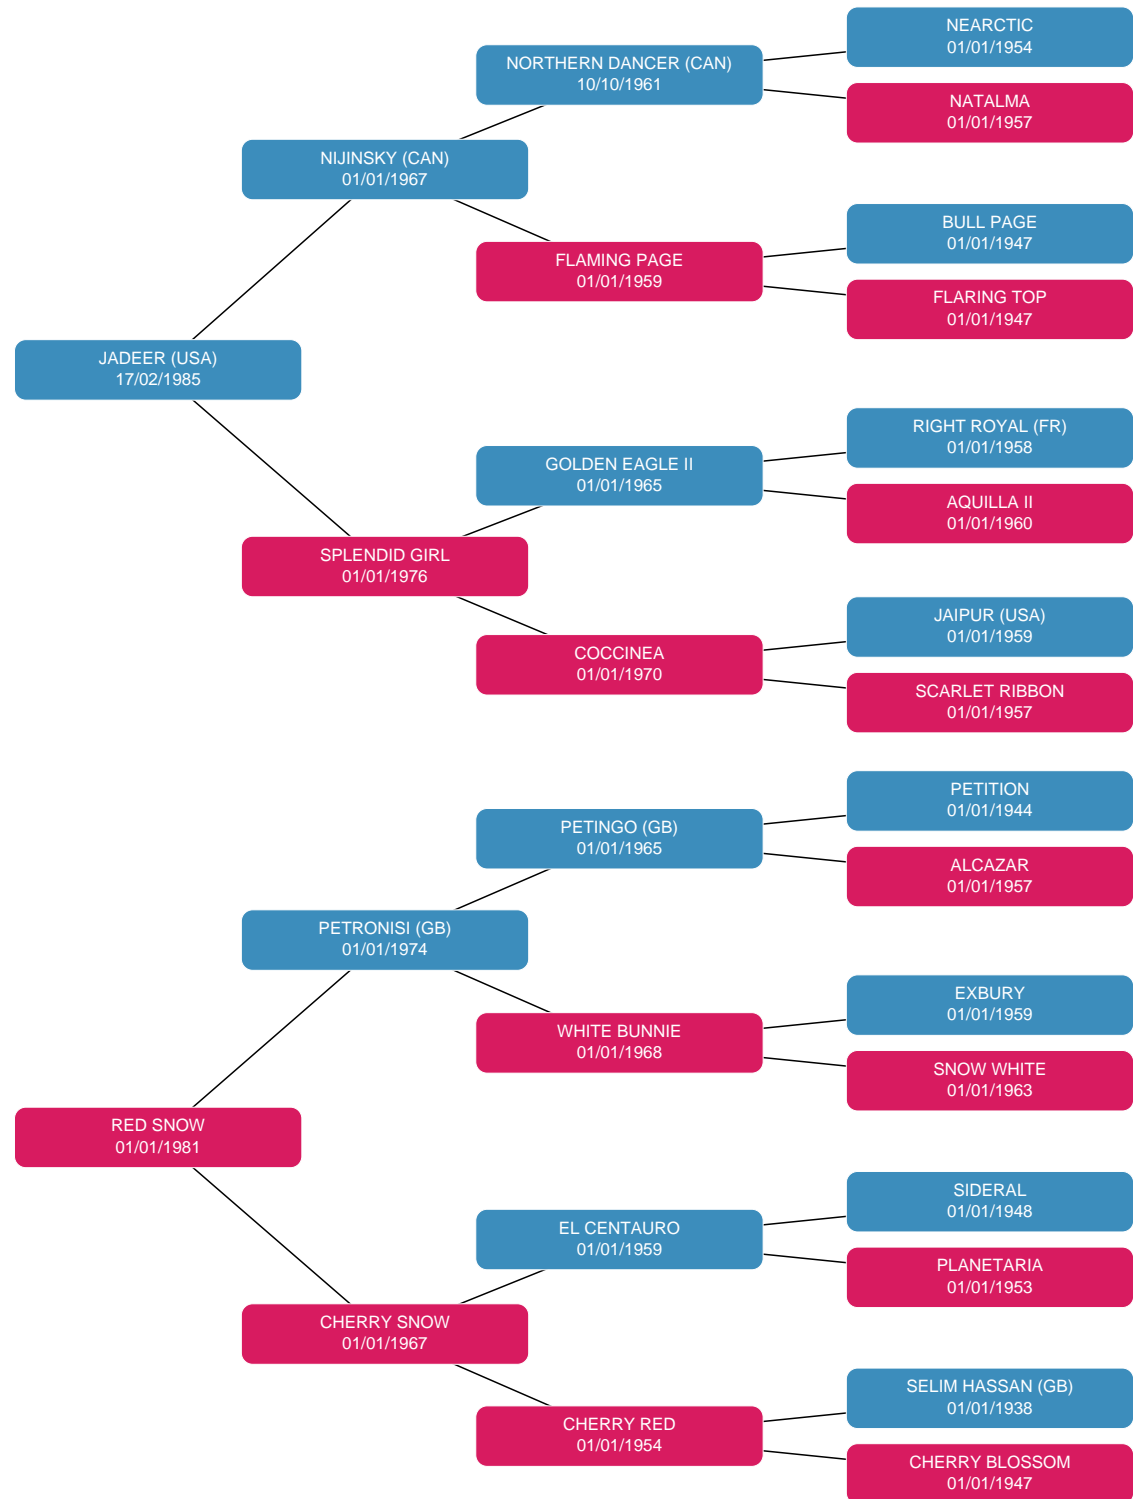 NEARCTIC
01/01/1954
NORTHERN DANCER (CAN)
10/10/1961
NATALMA
01/01/1957
NIJINSKY (CAN)
01/01/1967
BULL PAGE
01/01/1947
FLAMING PAGE
01/01/1959
FLARING TOP
01/01/1947
JADEER (USA)
17/02/1985
RIGHT ROYAL (FR)
01/01/1958
GOLDEN EAGLE II
01/01/1965
AQUILLA II
01/01/1960
SPLENDID GIRL
01/01/1976
JAIPUR (USA)
01/01/1959
COCCINEA
01/01/1970
SCARLET RIBBON
01/01/1957
PETITION
01/01/1944
PETINGO (GB)
01/01/1965
ALCAZAR
01/01/1957
PETRONISI (GB)
01/01/1974
EXBURY
01/01/1959
WHITE BUNNIE
01/01/1968
SNOW WHITE
01/01/1963
RED SNOW
01/01/1981
SIDERAL
01/01/1948
EL CENTAURO
01/01/1959
PLANETARIA
01/01/1953
CHERRY SNOW
01/01/1967
SELIM HASSAN (GB)
01/01/1938
CHERRY RED
01/01/1954
CHERRY BLOSSOM
01/01/1947